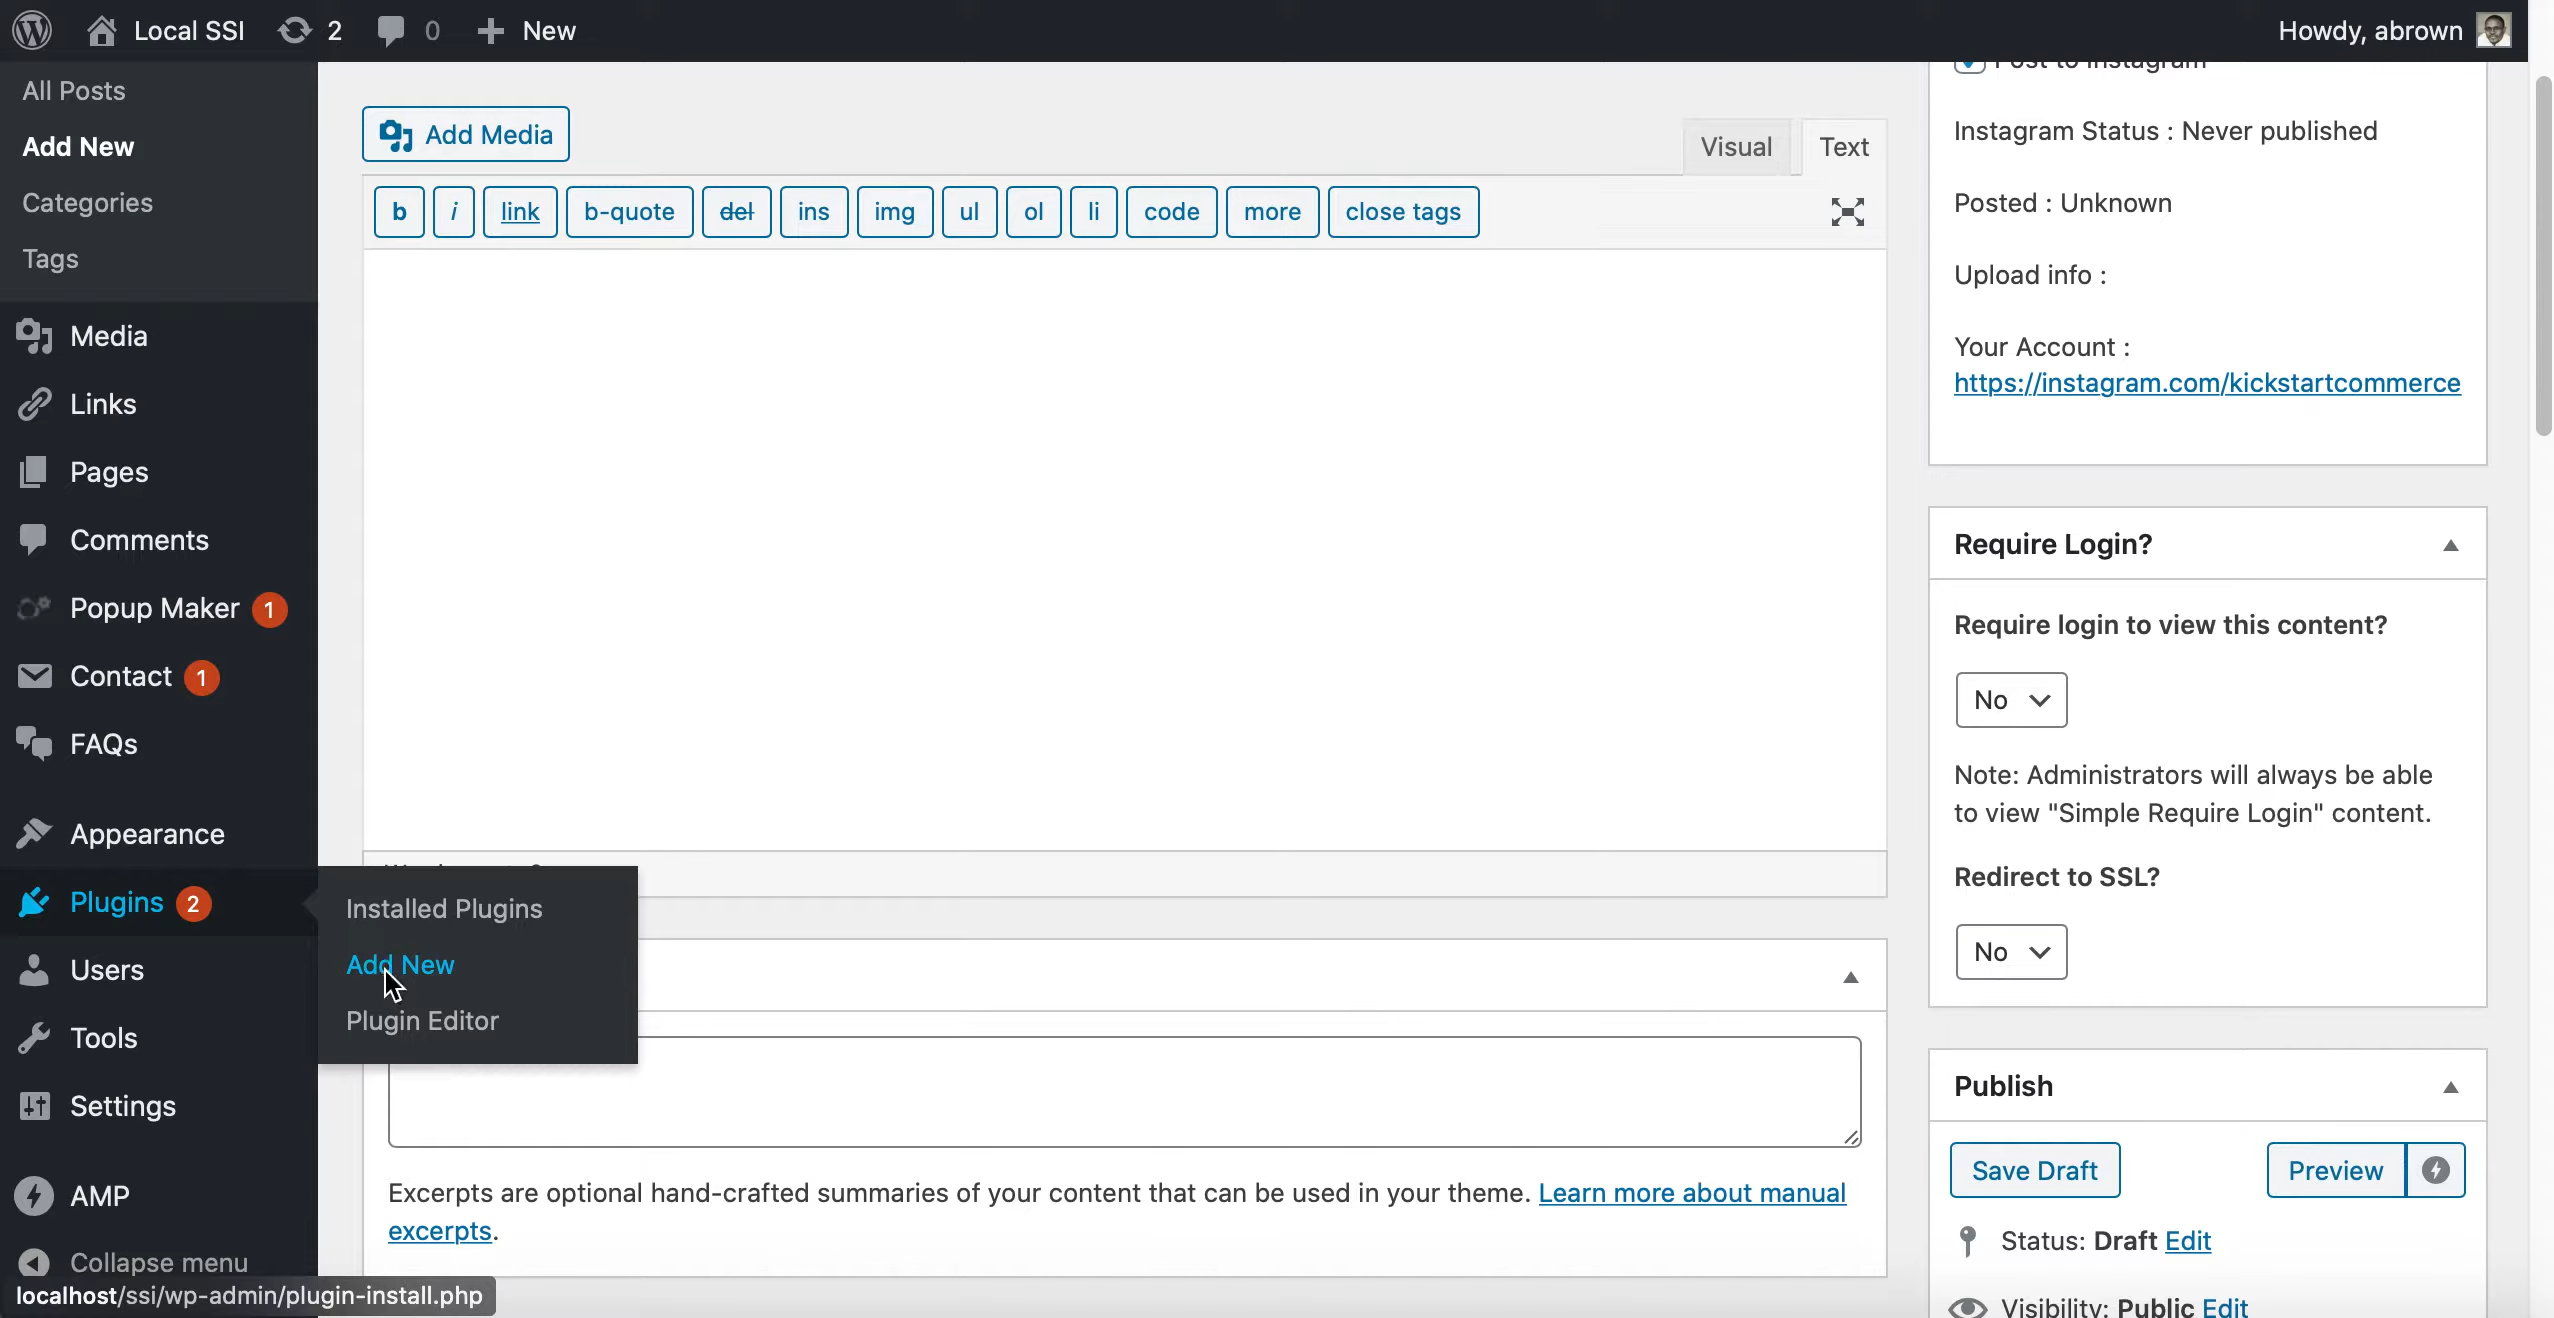 Local SSI 2 0 New Howdy, abrown
All Posts
Add New
Categories
Tags
Media
Links
Pages
Comments
Popup Maker 1
Contact 1
FAQs
Appearance
Plugins 2
Users
Tools
Settings
AMP
Collapse menu
localhost/ssi/wp-admin/plugin-install.php
Installed Plugins
Add New
Plugin Editor
Add Media
Visual Text
b i link b-quote del ins img ul ol li code more close tags
Excerpts are optional hand-crafted summaries of your content that can be used in your theme. Learn more about manual
excerpts.
Post to Instagram
Instagram Status : Never published
Posted : Unknown
Upload info :
Your Account :
https://instagram.com/kickstartcommerce
Require Login?
Require login to view this content?
No
Note: Administrators will always be able
to view "Simple Require Login" content.
Redirect to SSL?
No
Publish
Save Draft Preview
Status: Draft Edit
Visibility: Public Edit